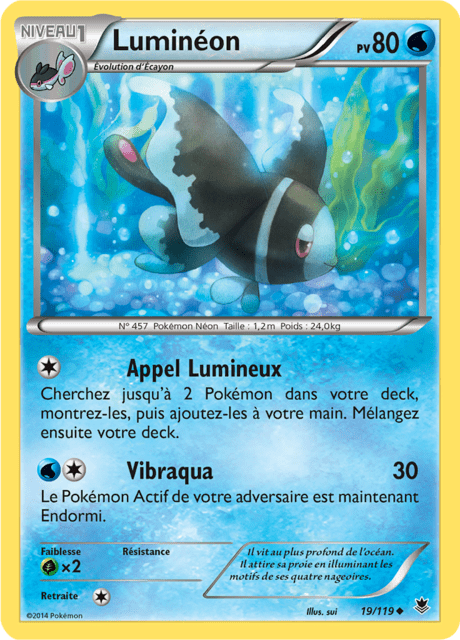 NIVEAU 1
Luminéon
PV 80
Évolution d'Écayon
N° 457 Pokémon Néon Taille : 1,2m Poids : 24,0kg
Appel Lumineux
Cherchez jusqu'à 2 Pokémon dans votre deck,
montrez-les, puis ajoutez-les à votre main. Mélangez
ensuite votre deck.
Vibraqua 30
Le Pokémon Actif de votre adversaire est maintenant
Endormi.
Faiblesse Résistance
×2
Retraite
Il vit au plus profond de l'océan.
Il attire sa proie en illuminant les
motifs de ses quatre nageoires.
Illus. sui 19/119
©2014 Pokémon